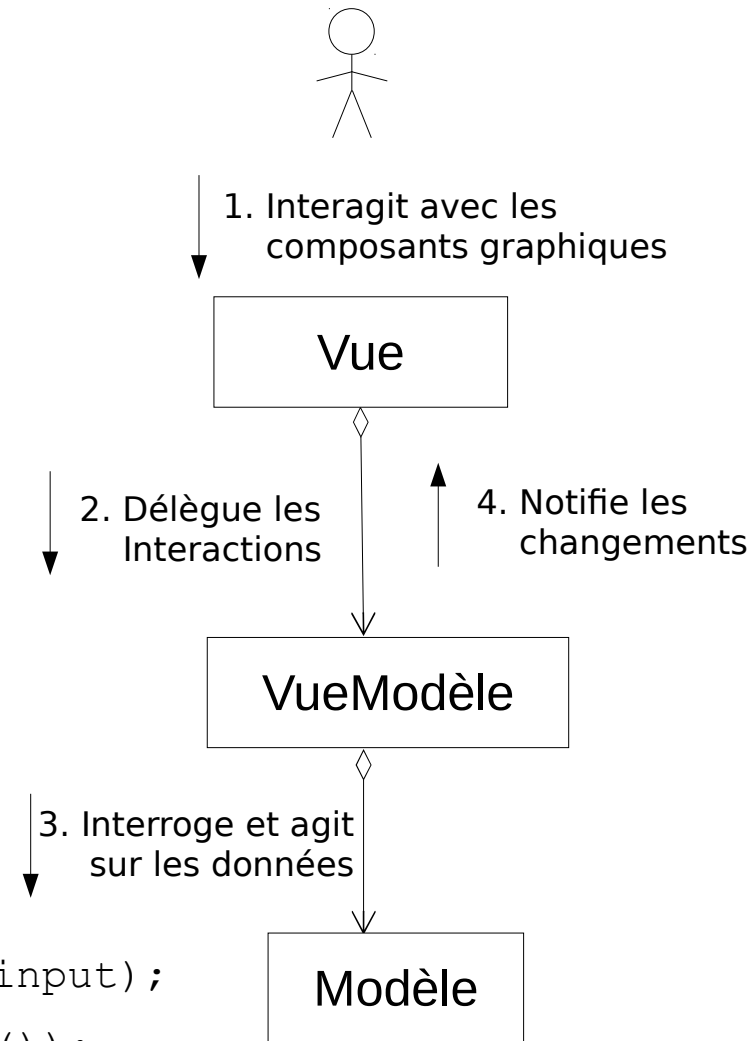 1. Interagit avec les
composants graphiques
Vue
2. Délègue les
Interactions
4. Notifie les
changements
VueModèle
3. Interroge et agit
sur les données
input);
Modèle
());